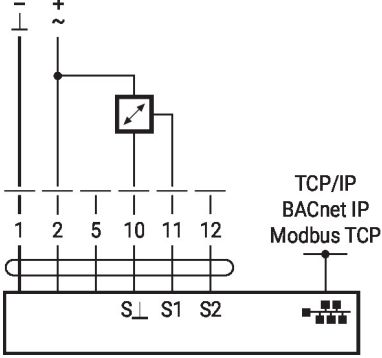 − +
⊥ ~
TCP/IP
BACnet IP
Modbus TCP
1 2 5 10 11 12
S⊥ S1 S2